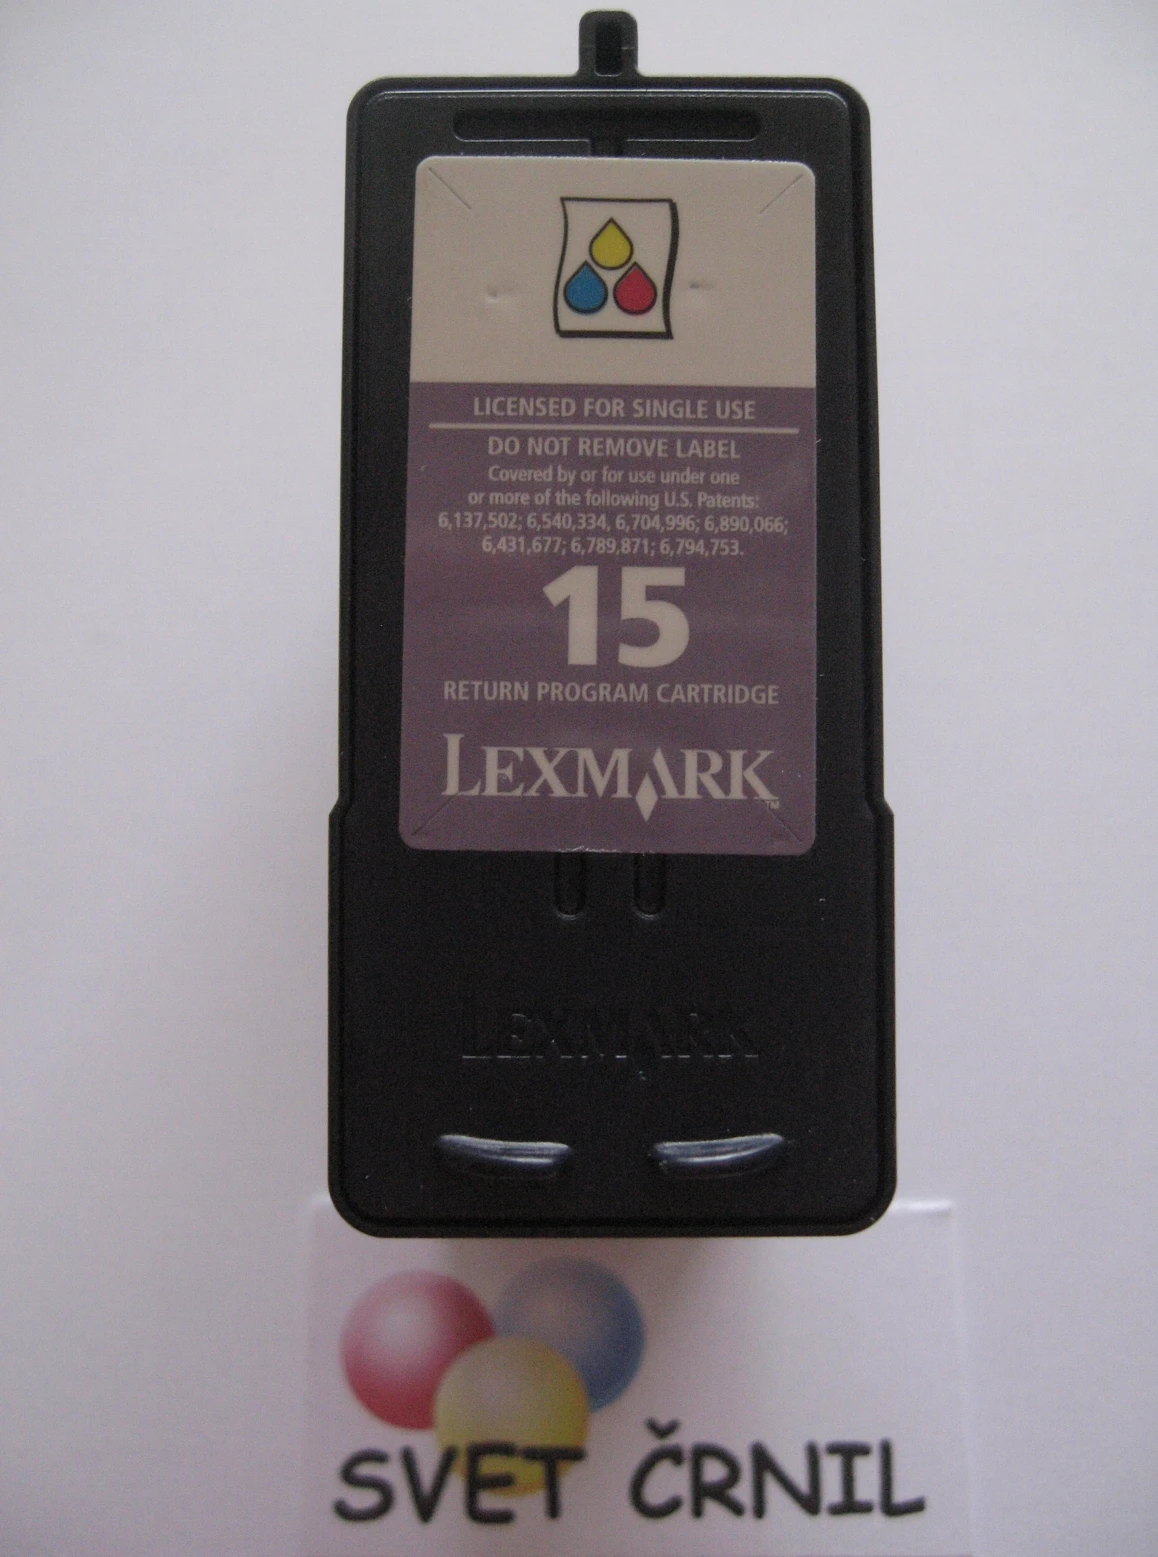 LICENSED FOR SINGLE USE
DO NOT REMOVE LABEL
Covered by or for use under one
or more of the following U.S. Patents:
6,137,502; 6,540,334, 6,704,996; 6,890,066;
6,431,677; 6,789,871; 6,794,753.
15
RETURN PROGRAM CARTRIDGE
LEXMARK™
LEXMARK
SVET ČRNIL